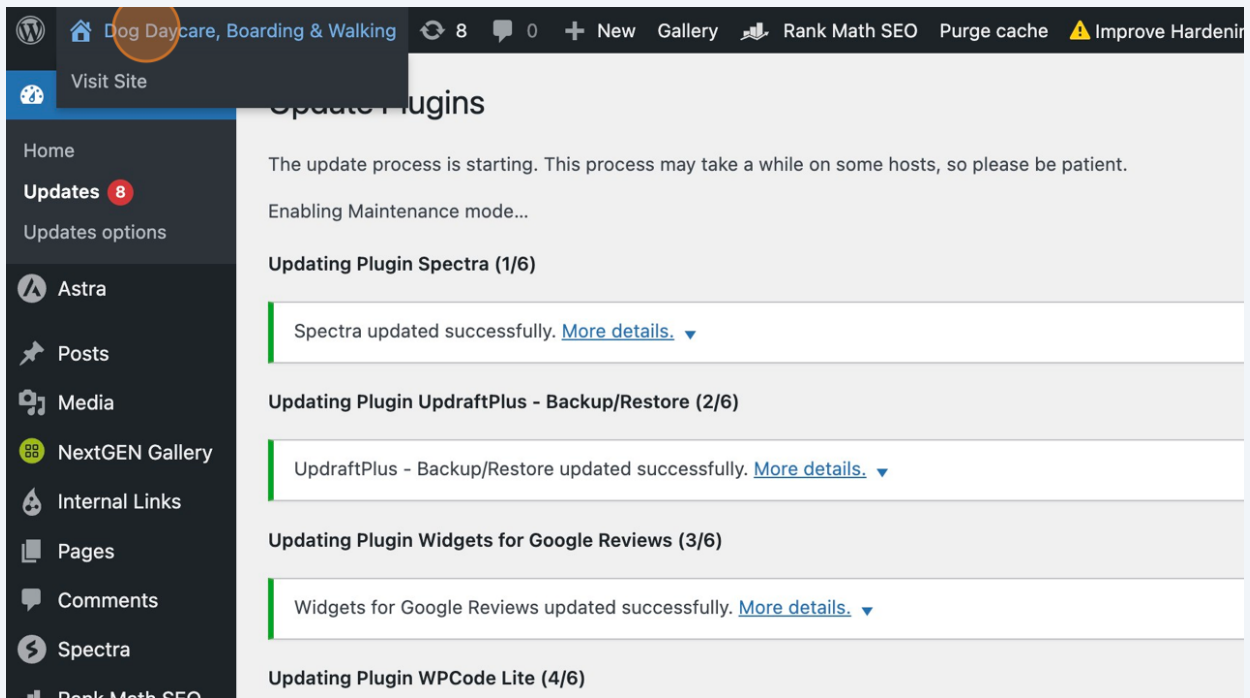 Dog Daycare, Boarding & Walking 8 0 New Gallery Rank Math SEO Purge cache Improve
Visit Site
Update Plugins
Home
The update process is starting. This process may take a while on some hosts, so please be patient.
Updates 8
Enabling Maintenance mode...
Updates options
Updating Plugin Spectra (1/6)
Astra
Spectra updated successfully. More details.
Posts
Media
Updating Plugin UpdraftPlus - Backup/Restore (2/6)
NextGEN Gallery
UpdraftPlus - Backup/Restore updated successfully. More details.
Internal Links
Pages
Updating Plugin Widgets for Google Reviews (3/6)
Comments
Widgets for Google Reviews updated successfully. More details.
Spectra
Updating Plugin WPCode Lite (4/6)
Rank Math SEO